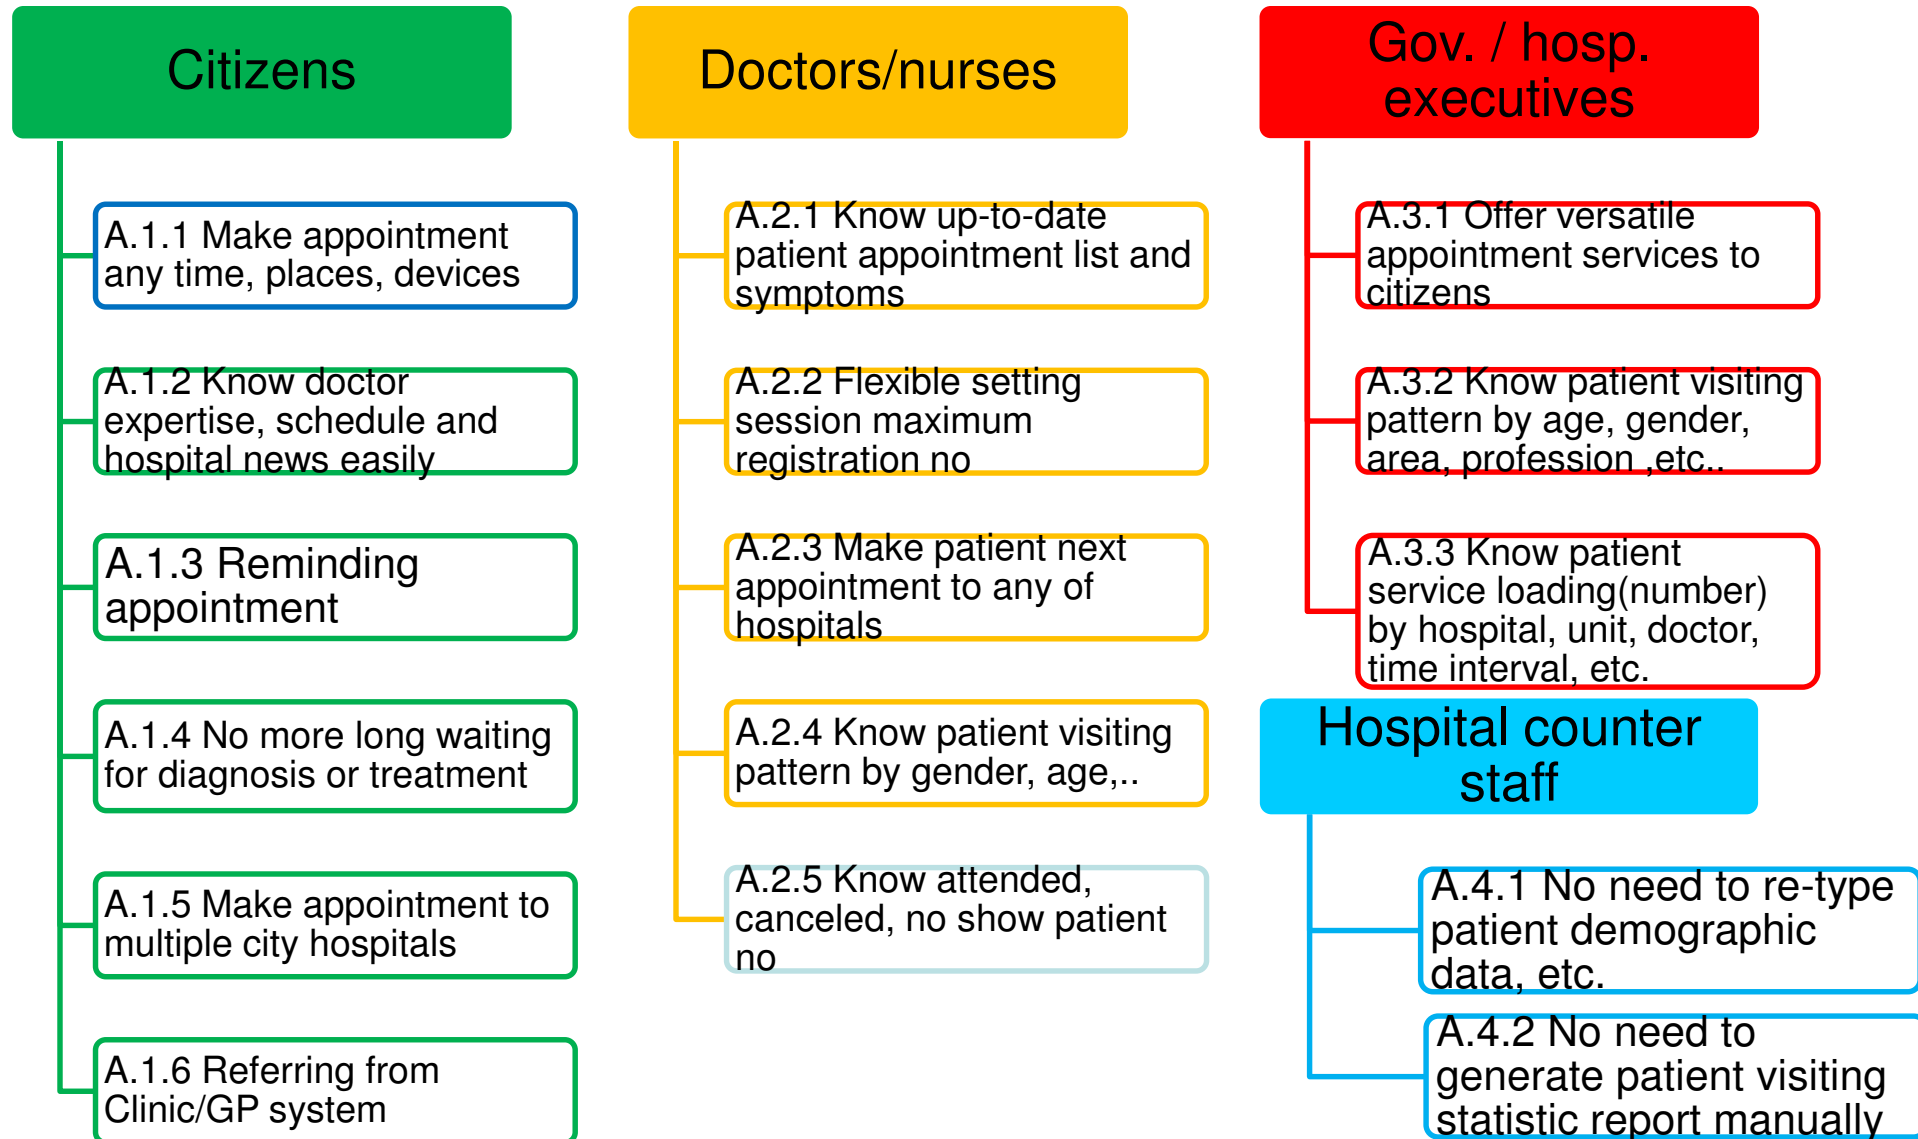 Citizens
A.1.1 Make appointment
any time, places, devices
A.1.2 Know doctor
expertise, schedule and
hospital news easily
A.1.3 Reminding
appointment
A.1.4 No more long waiting
for diagnosis or treatment
A.1.5 Make appointment to
multiple city hospitals
A.1.6 Referring from
Clinic/GP system
Doctors/nurses
A.2.1 Know up-to-date
patient appointment list and
symptoms
A.2.2 Flexible setting
session maximum
registration no
A.2.3 Make patient next
appointment to any of
hospitals
A.2.4 Know patient visiting
pattern by gender, age,..
A.2.5 Know attended,
canceled, no show patient
no
Gov. / hosp.
executives
A.3.1 Offer versatile
appointment services to
citizens
A.3.2 Know patient visiting
pattern by age, gender,
area, profession ,etc..
A.3.3 Know patient
service loading(number)
by hospital, unit, doctor,
time interval, etc.
Hospital counter
staff
A.4.1 No need to re-type
patient demographic
data, etc.
A.4.2 No need to
generate patient visiting
statistic report manually